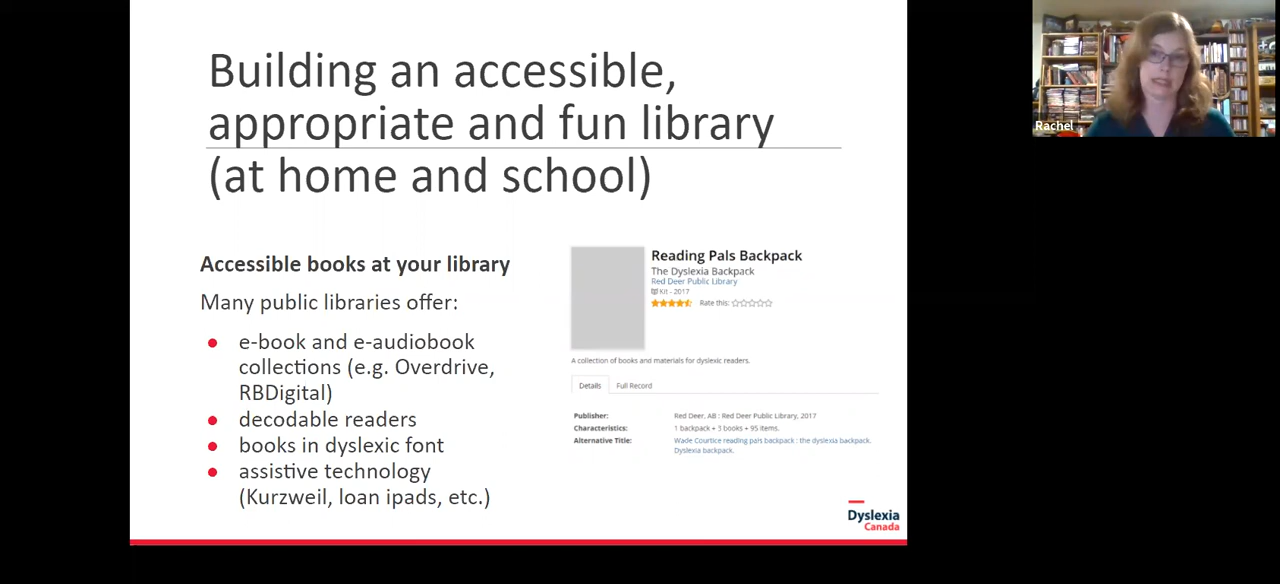 Building an accessible,
appropriate and fun library
(at home and school)
Accessible books at your library
Many public libraries offer:
● e-book and e-audiobook
collections (e.g. Overdrive,
RBDigital)
● decodable readers
● books in dyslexic font
● assistive technology
(Kurzweil, loan ipads, etc.)
Reading Pals Backpack
The Dyslexia Backpack
Red Deer Public Library
Kit - 2017
Rate this:
A collection of books and materials for dyslexic readers.
Details Full Record
Publisher: Red Deer, AB : Red Deer Public Library, 2017
Characteristics: 1 backpack + 3 books + 95 items.
Alternative Title: Wade Courtice reading pals backpack : the dyslexia backpack.
Dyslexia backpack.
Dyslexia
Canada
Rachel